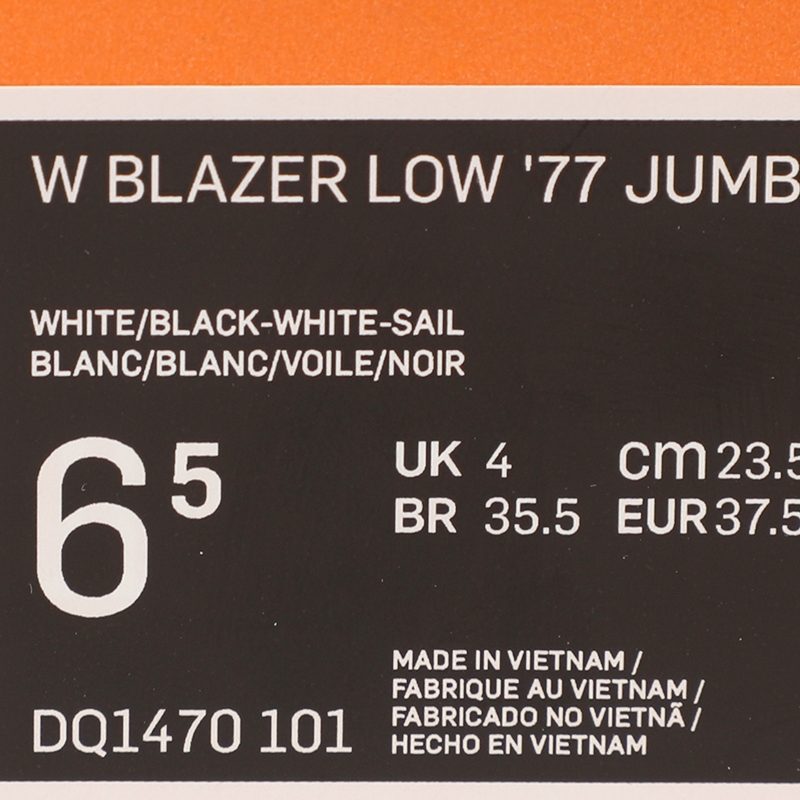 W BLAZER LOW '77 JUMB
WHITE/BLACK-WHITE-SAIL
BLANC/BLANC/VOILE/NOIR
6 5
UK 4 cm 23.5
BR 35.5 EUR 37.5
MADE IN VIETNAM /
FABRIQUE AU VIETNAM /
FABRICADO NO VIETNÃ /
HECHO EN VIETNAM
DQ1470 101